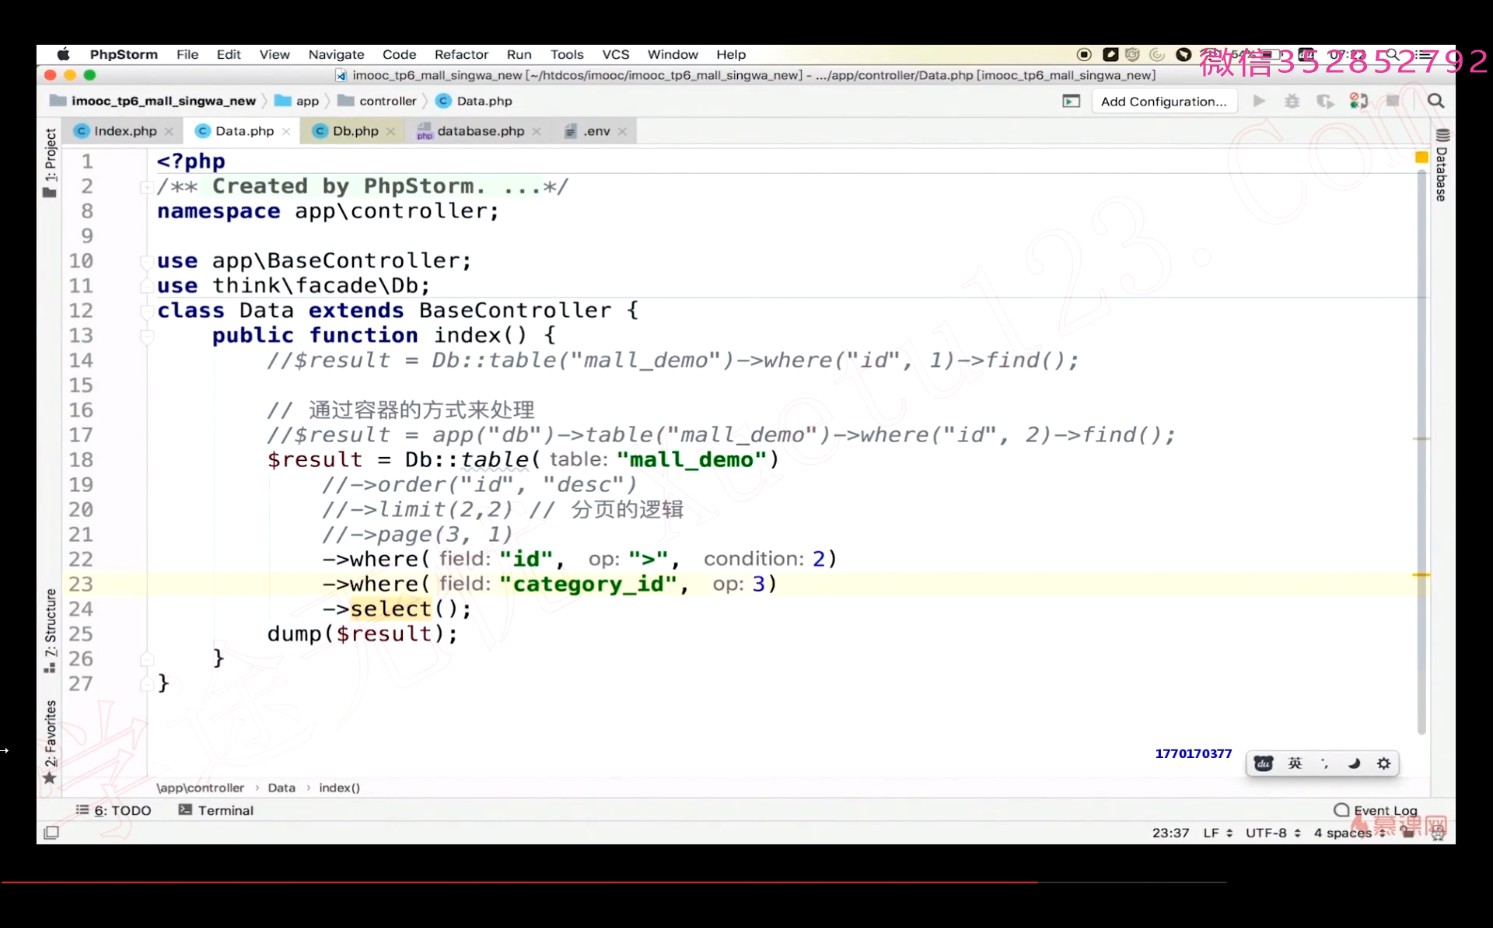 PhpStorm File Edit View Navigate Code Refactor Run Tools VCS Window Help
微信352852792
imooc_tp6_mall_singwa_new [~/htdcos/imooc/imooc_tp6_mall_singwa_new] - .../app/controller/Data.php [imooc_tp6_mall_singwa_new]
imooc_tp6_mall_singwa_new app controller Data.php Add Configuration...
Index.php Data.php Db.php database.php .env
1: Project
Database
1 <?php
2 /** Created by PhpStorm. ...*/
8 namespace app\controller;
9
10 use app\BaseController;
11 use think\facade\Db;
12 class Data extends BaseController {
13 public function index() {
14 //$result = Db::table("mall_demo")->where("id", 1)->find();
15
16 // 通过容器的方式来处理
17 //$result = app("db")->table("mall_demo")->where("id", 2)->find();
18 $result = Db::table( table: "mall_demo")
19 //->order("id", "desc")
20 //->limit(2,2) // 分页的逻辑
21 //->page(3, 1)
22 ->where( field: "id", op: ">", condition: 2)
23 ->where( field: "category_id", op: 3)
24 ->select();
25 dump($result);
26 }
27 }
7: Structure
2: Favorites
1770170377
du 英
\app\controller › Data › index()
6: TODO Terminal Event Log
23:37 LF UTF-8 4 spaces
慕课网